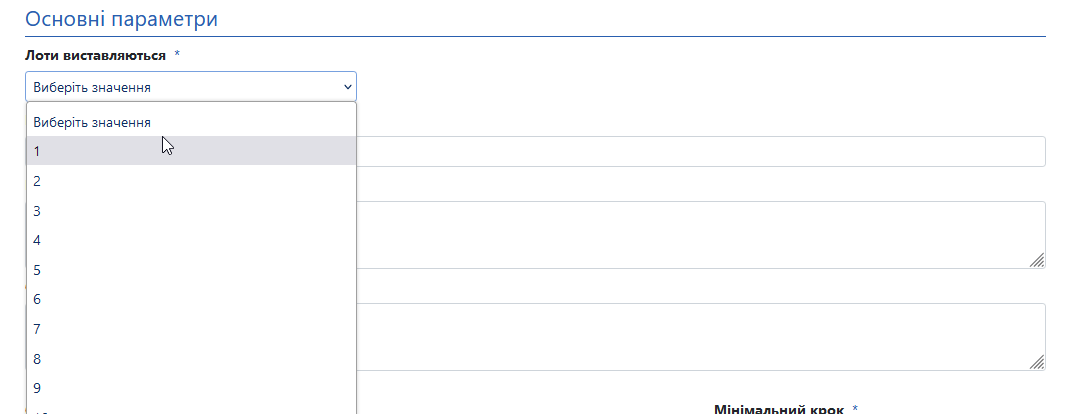 Основні параметри
Лоти виставляються *
Виберіть значення
Виберіть значення
1
2
3
4
5
6
7
8
9
Мінімальний крок *